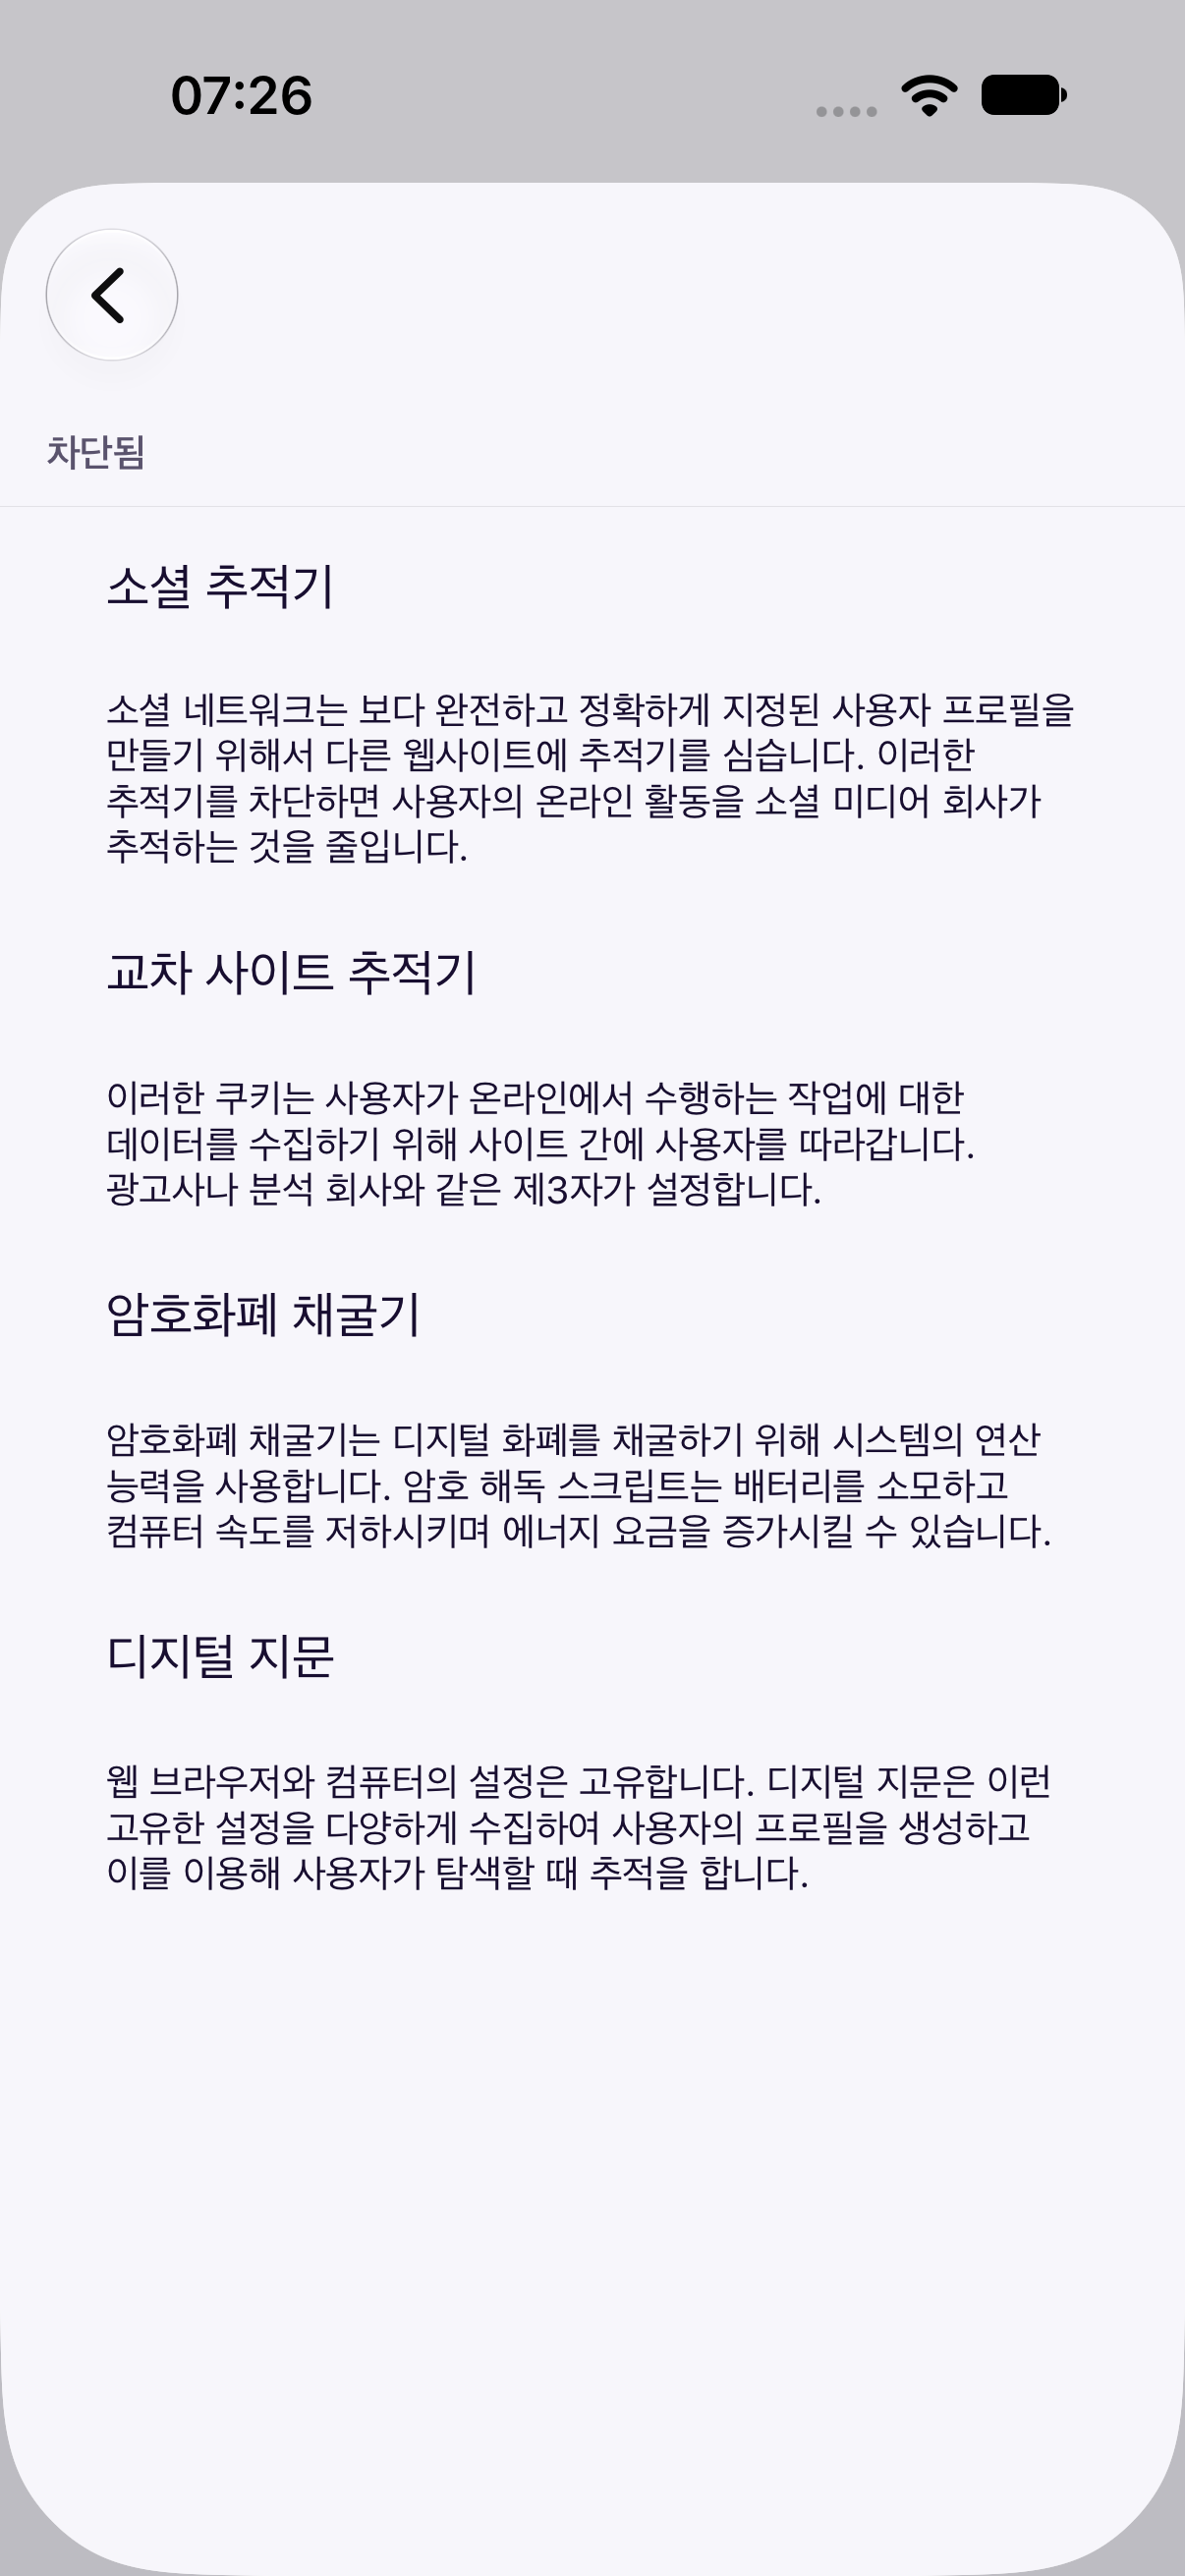 07:26
차단됨
소셜 추적기
소셜 네트워크는 보다 완전하고 정확하게 지정된 사용자 프로필을
만들기 위해서 다른 웹사이트에 추적기를 심습니다. 이러한
추적기를 차단하면 사용자의 온라인 활동을 소셜 미디어 회사가
추적하는 것을 줄입니다.
교차 사이트 추적기
이러한 쿠키는 사용자가 온라인에서 수행하는 작업에 대한
데이터를 수집하기 위해 사이트 간에 사용자를 따라갑니다.
광고사나 분석 회사와 같은 제3자가 설정합니다.
암호화폐 채굴기
암호화폐 채굴기는 디지털 화폐를 채굴하기 위해 시스템의 연산
능력을 사용합니다. 암호 해독 스크립트는 배터리를 소모하고
컴퓨터 속도를 저하시키며 에너지 요금을 증가시킬 수 있습니다.
디지털 지문
웹 브라우저와 컴퓨터의 설정은 고유합니다. 디지털 지문은 이런
고유한 설정을 다양하게 수집하여 사용자의 프로필을 생성하고
이를 이용해 사용자가 탐색할 때 추적을 합니다.